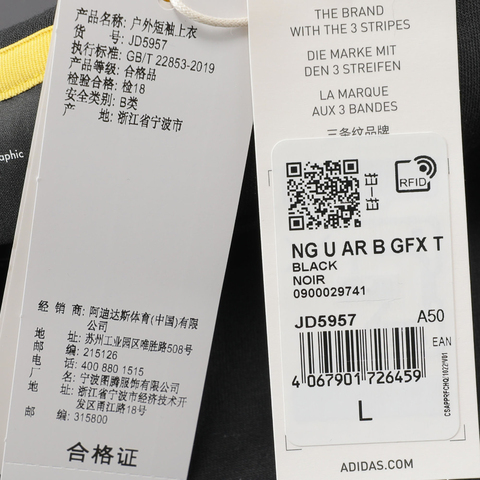 产品名称: 户外短袖上衣
货 号: JD5957
执行标准: GB/T 22853-2019
产品等级: 合格品
检验合格: 检18
安全类别: B类
产 地: 浙江省宁波市
aphic
经 销 商: 阿迪达斯体育(中国)有限
公司
地 址: 苏州工业园区唯胜路508号
邮 编: 215126
电 话: 400 880 1515
厂 名: 宁波图腾服饰有限公司
地 址: 浙江省宁波市经济技术开
发区甬江路18号
邮 编: 315800
合格证
THE BRAND
WITH THE 3 STRIPES
DIE MARKE MIT
DEN 3 STREIFEN
LA MARQUE
AUX 3 BANDES
三条纹品牌
RFID
NG U AR B GFX T
BLACK
NOIR
0900029741
JD5957 A50
EAN
4 067901 726459
L
ADIDAS.COM